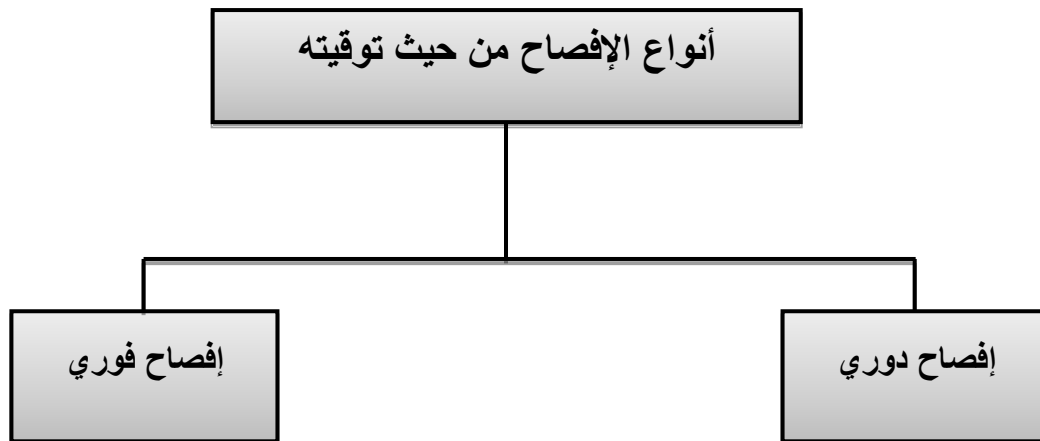 أنواع الإفصاح من حيث توقيته
إفصاح دوري
إفصاح فوري